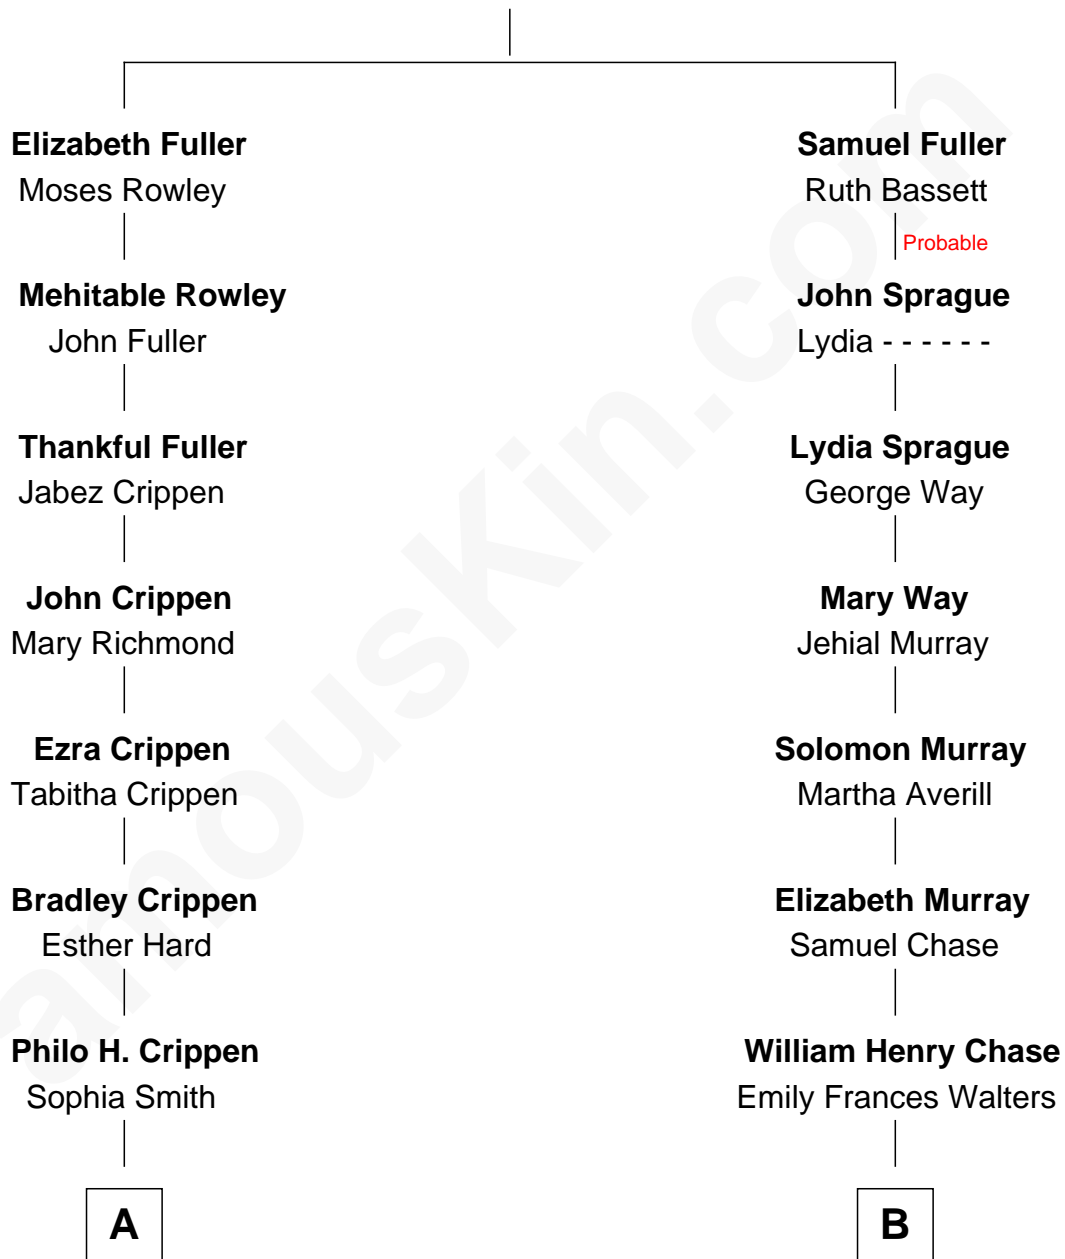 Elizabeth Fuller
Moses Rowley
Mehitable Rowley
John Fuller
Thankful Fuller
Jabez Crippen
John Crippen
Mary Richmond
Ezra Crippen
Tabitha Crippen
Bradley Crippen
Esther Hard
Philo H. Crippen
Sophia Smith
A
Samuel Fuller
Ruth Bassett
Probable
John Sprague
Lydia - - - - - -
Lydia Sprague
George Way
Mary Way
Jehial Murray
Solomon Murray
Martha Averill
Elizabeth Murray
Samuel Chase
William Henry Chase
Emily Frances Walters
B
amouskin.com